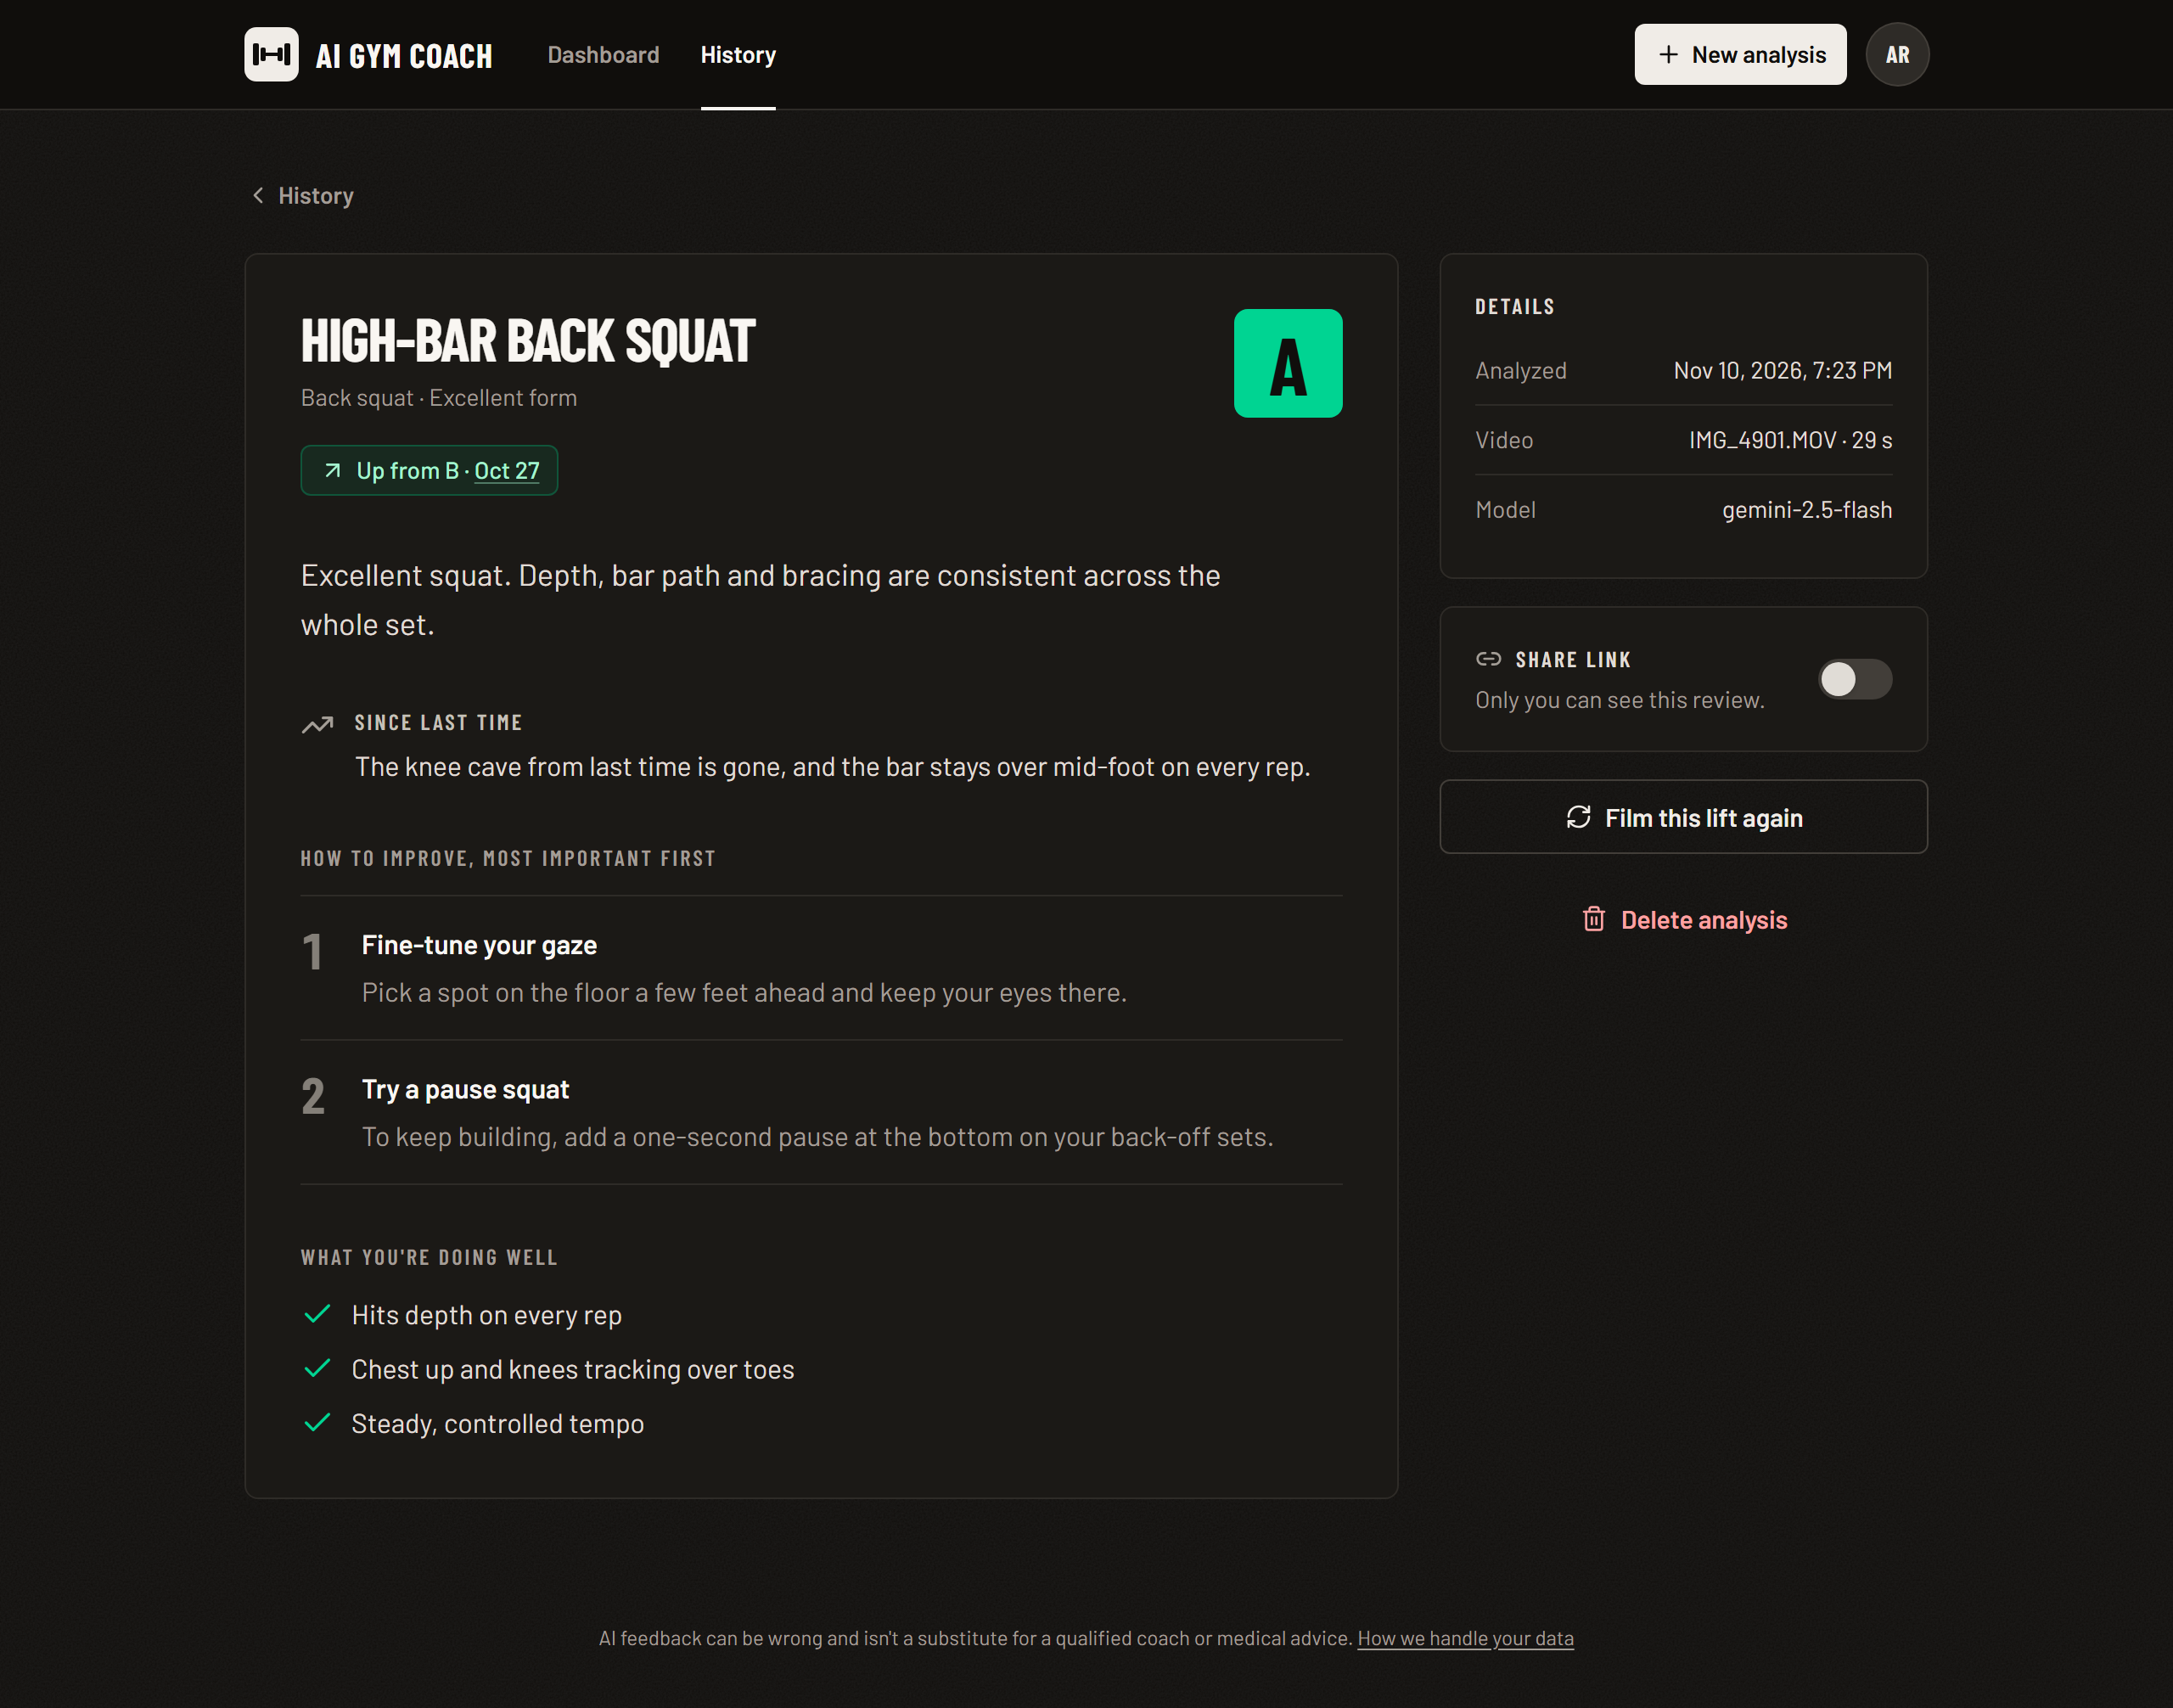 AI GYM COACH
Dashboard
History
New analysis
AR
History
HIGH-BAR BACK SQUAT
A
Back squat · Excellent form
Up from B · Oct 27
Excellent squat. Depth, bar path and bracing are consistent across the
whole set.
SINCE LAST TIME
The knee cave from last time is gone, and the bar stays over mid-foot on every rep.
HOW TO IMPROVE, MOST IMPORTANT FIRST
1 Fine-tune your gaze
Pick a spot on the floor a few feet ahead and keep your eyes there.
2 Try a pause squat
To keep building, add a one-second pause at the bottom on your back-off sets.
WHAT YOU'RE DOING WELL
Hits depth on every rep
Chest up and knees tracking over toes
Steady, controlled tempo
DETAILS
Analyzed Nov 10, 2026, 7:23 PM
Video IMG_4901.MOV · 29 s
Model gemini-2.5-flash
SHARE LINK
Only you can see this review.
Film this lift again
Delete analysis
AI feedback can be wrong and isn't a substitute for a qualified coach or medical advice. How we handle your data